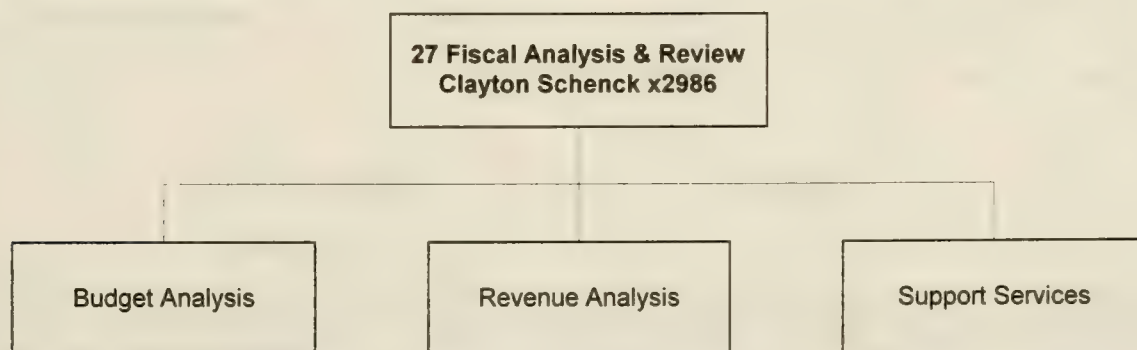 27 Fiscal Analysis & Review
Clayton Schenck x2986
Budget Analysis
Revenue Analysis
Support Services